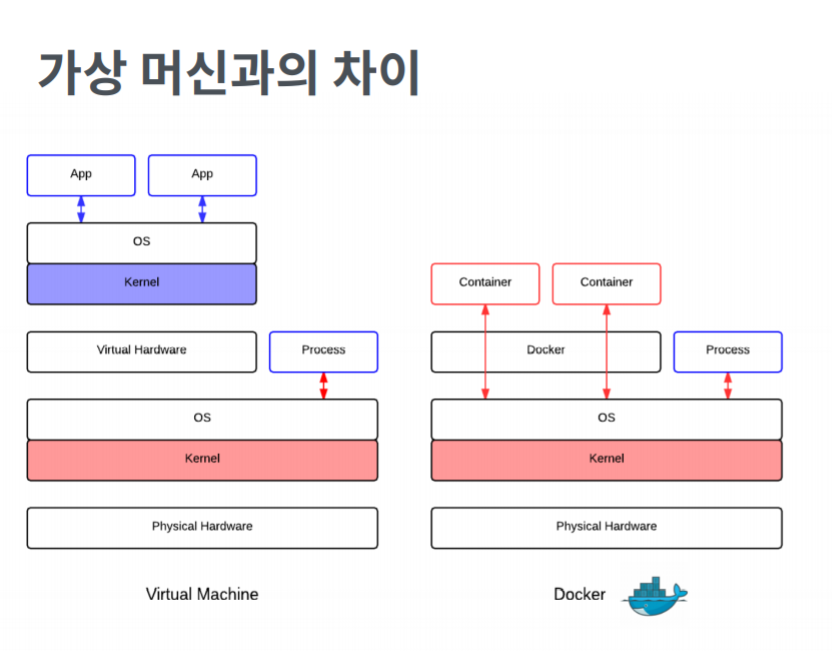 가상 머신과의 차이
App
App
OS
Kernel
Virtual Hardware
Process
OS
Kernel
Physical Hardware
Virtual Machine
Container
Container
Docker
Process
OS
Kernel
Physical Hardware
Docker